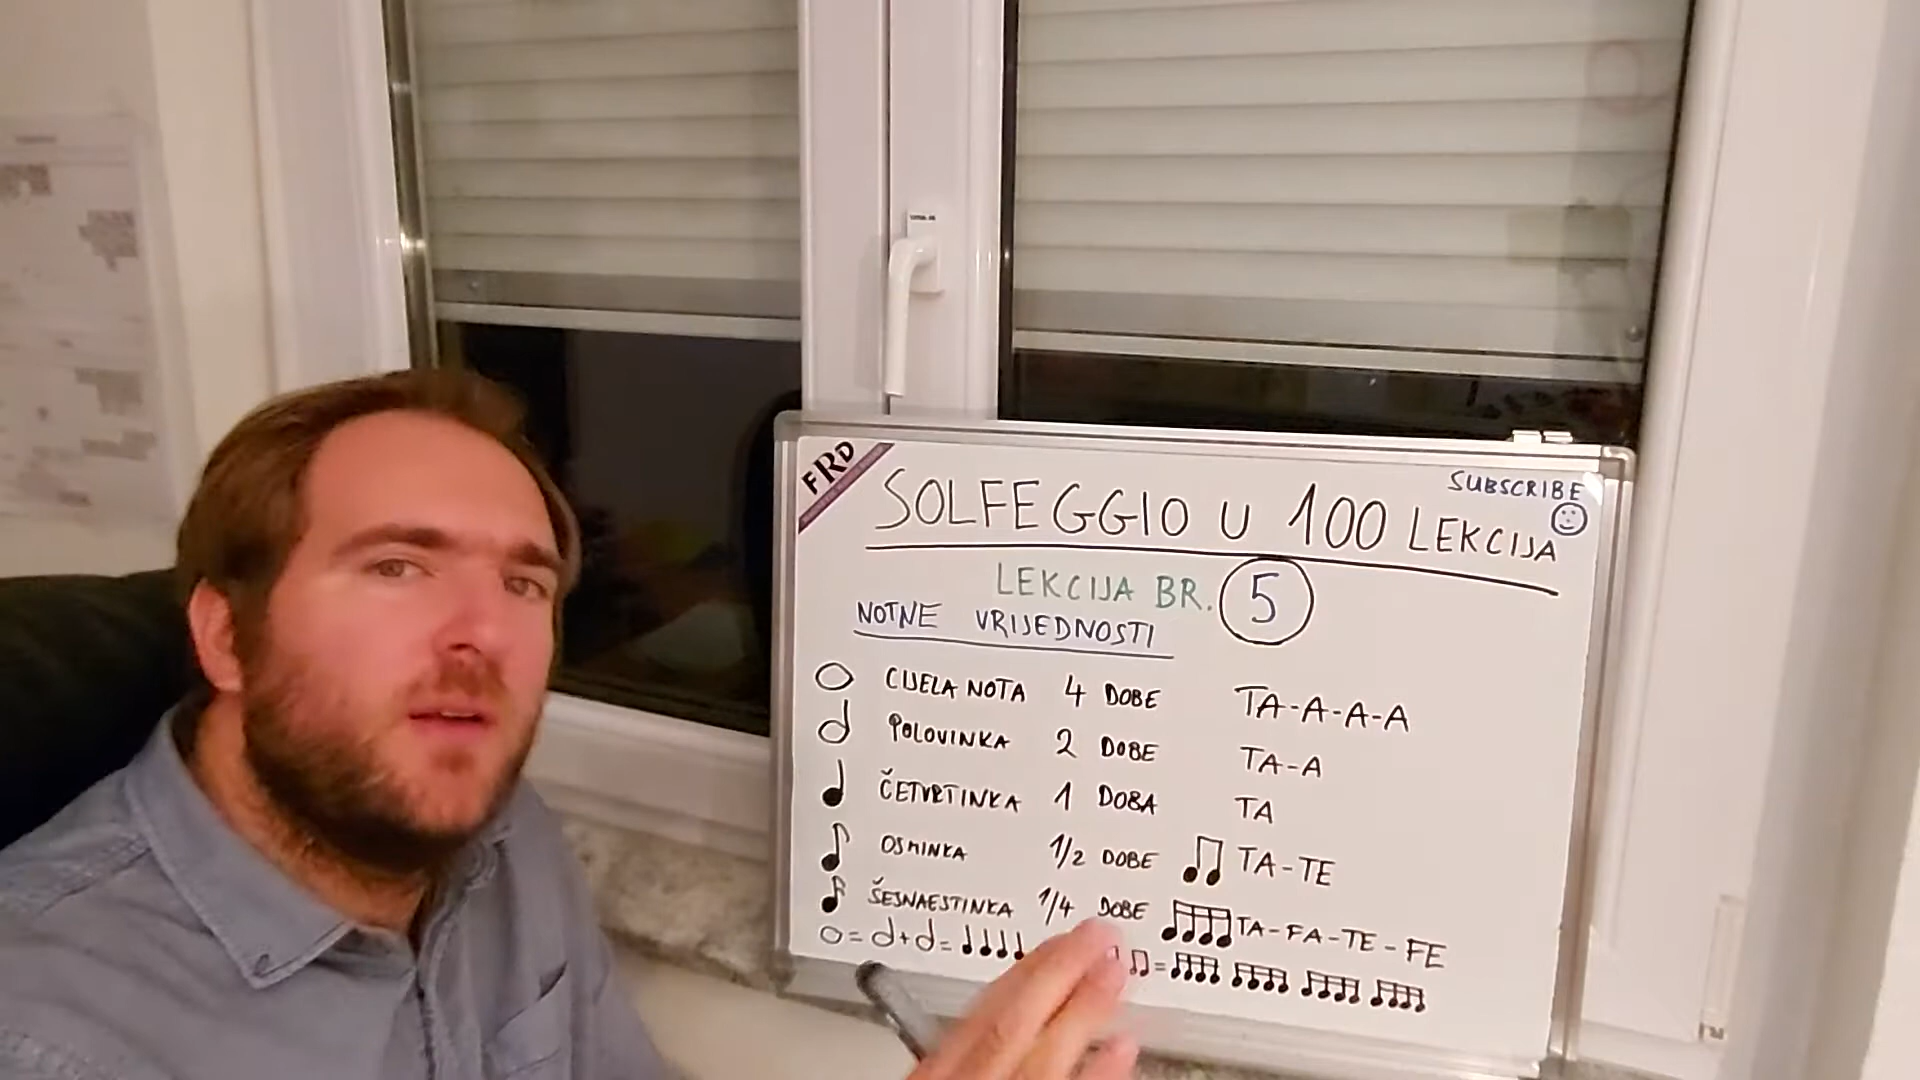 FRD
SUBSCRIBE
SOLFEGGIO U 100 LEKCIJA
LEKCIJA BR. 5
NOTNE VRIJEDNOSTI
CIJELA NOTA 4 DOBE TA-A-A-A
POLOVINKA 2 DOBE TA-A
ČETVRTINKA 1 DOBA TA
OSMINKA 1/2 DOBE TA-TE
ŠESNAESTINKA 1/4 DOBE TA-FA-TE-FE